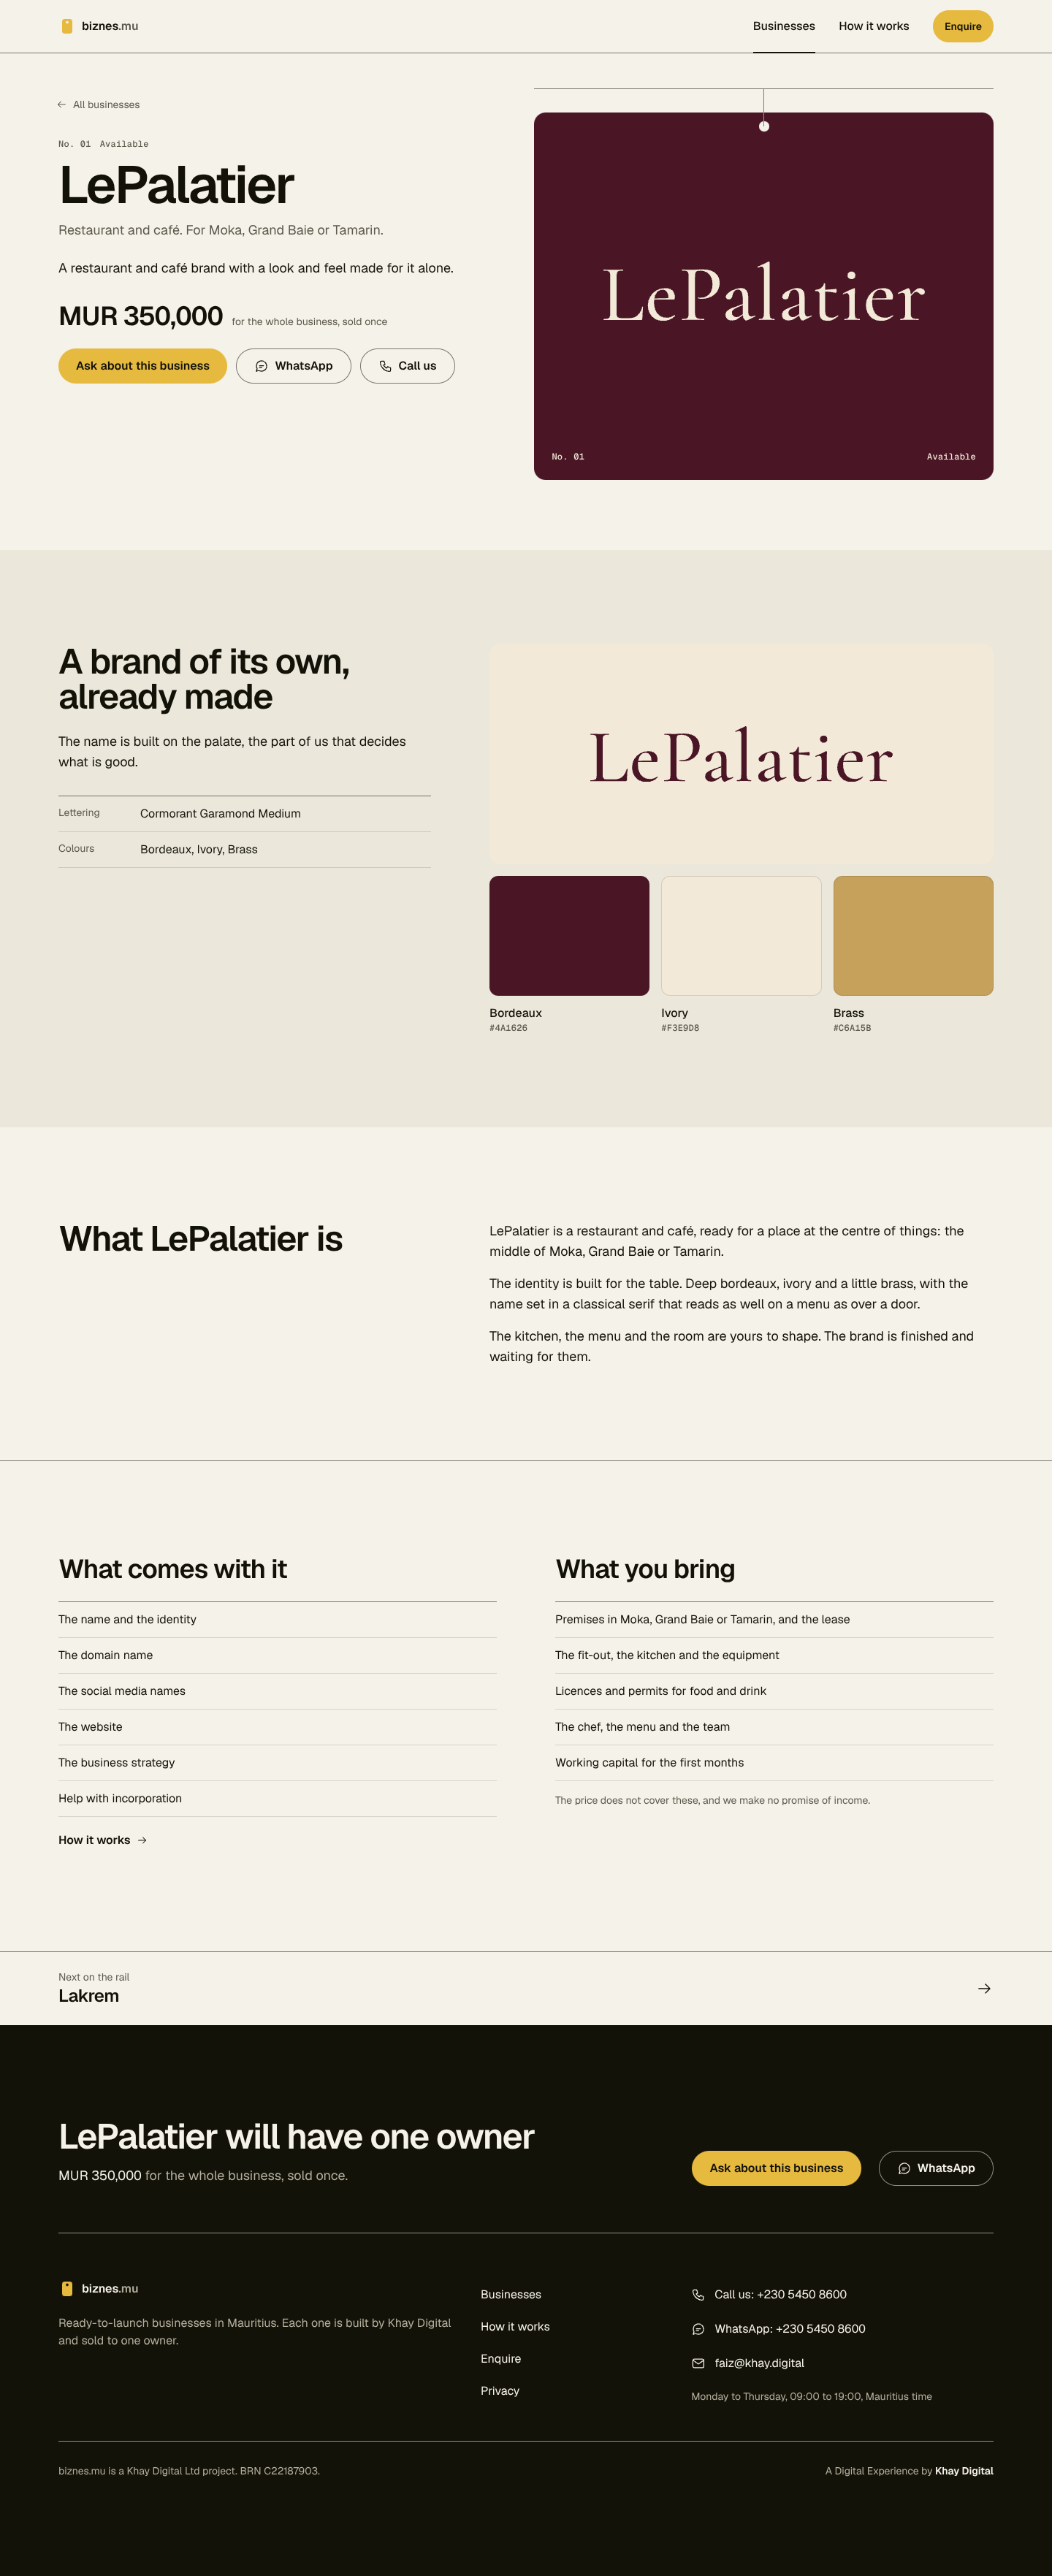 biznes.mu
Businesses
How it works
Enquire
All businesses
No. 01 Available
LePalatier
Restaurant and café. For Moka, Grand Baie or Tamarin.
A restaurant and café brand with a look and feel made for it alone.
MUR 350,000 for the whole business, sold once
Ask about this business
WhatsApp
Call us
LePalatier
No. 01
Available
A brand of its own,
already made
The name is built on the palate, the part of us that decides
what is good.
Lettering Cormorant Garamond Medium
Colours Bordeaux, Ivory, Brass
LePalatier
Bordeaux
#4A1626
Ivory
#F3E9D8
Brass
#C6A15B
What LePalatier is
LePalatier is a restaurant and café, ready for a place at the centre of things: the
middle of Moka, Grand Baie or Tamarin.
The identity is built for the table. Deep bordeaux, ivory and a little brass, with the
name set in a classical serif that reads as well on a menu as over a door.
The kitchen, the menu and the room are yours to shape. The brand is finished and
waiting for them.
What comes with it
The name and the identity
The domain name
The social media names
The website
The business strategy
Help with incorporation
How it works
What you bring
Premises in Moka, Grand Baie or Tamarin, and the lease
The fit-out, the kitchen and the equipment
Licences and permits for food and drink
The chef, the menu and the team
Working capital for the first months
The price does not cover these, and we make no promise of income.
Next on the rail
Lakrem
LePalatier will have one owner
MUR 350,000 for the whole business, sold once.
Ask about this business
WhatsApp
biznes.mu
Ready-to-launch businesses in Mauritius. Each one is built by Khay Digital
and sold to one owner.
Businesses
How it works
Enquire
Privacy
Call us: +230 5450 8600
WhatsApp: +230 5450 8600
faiz@khay.digital
Monday to Thursday, 09:00 to 19:00, Mauritius time
biznes.mu is a Khay Digital Ltd project. BRN C22187903.
A Digital Experience by Khay Digital